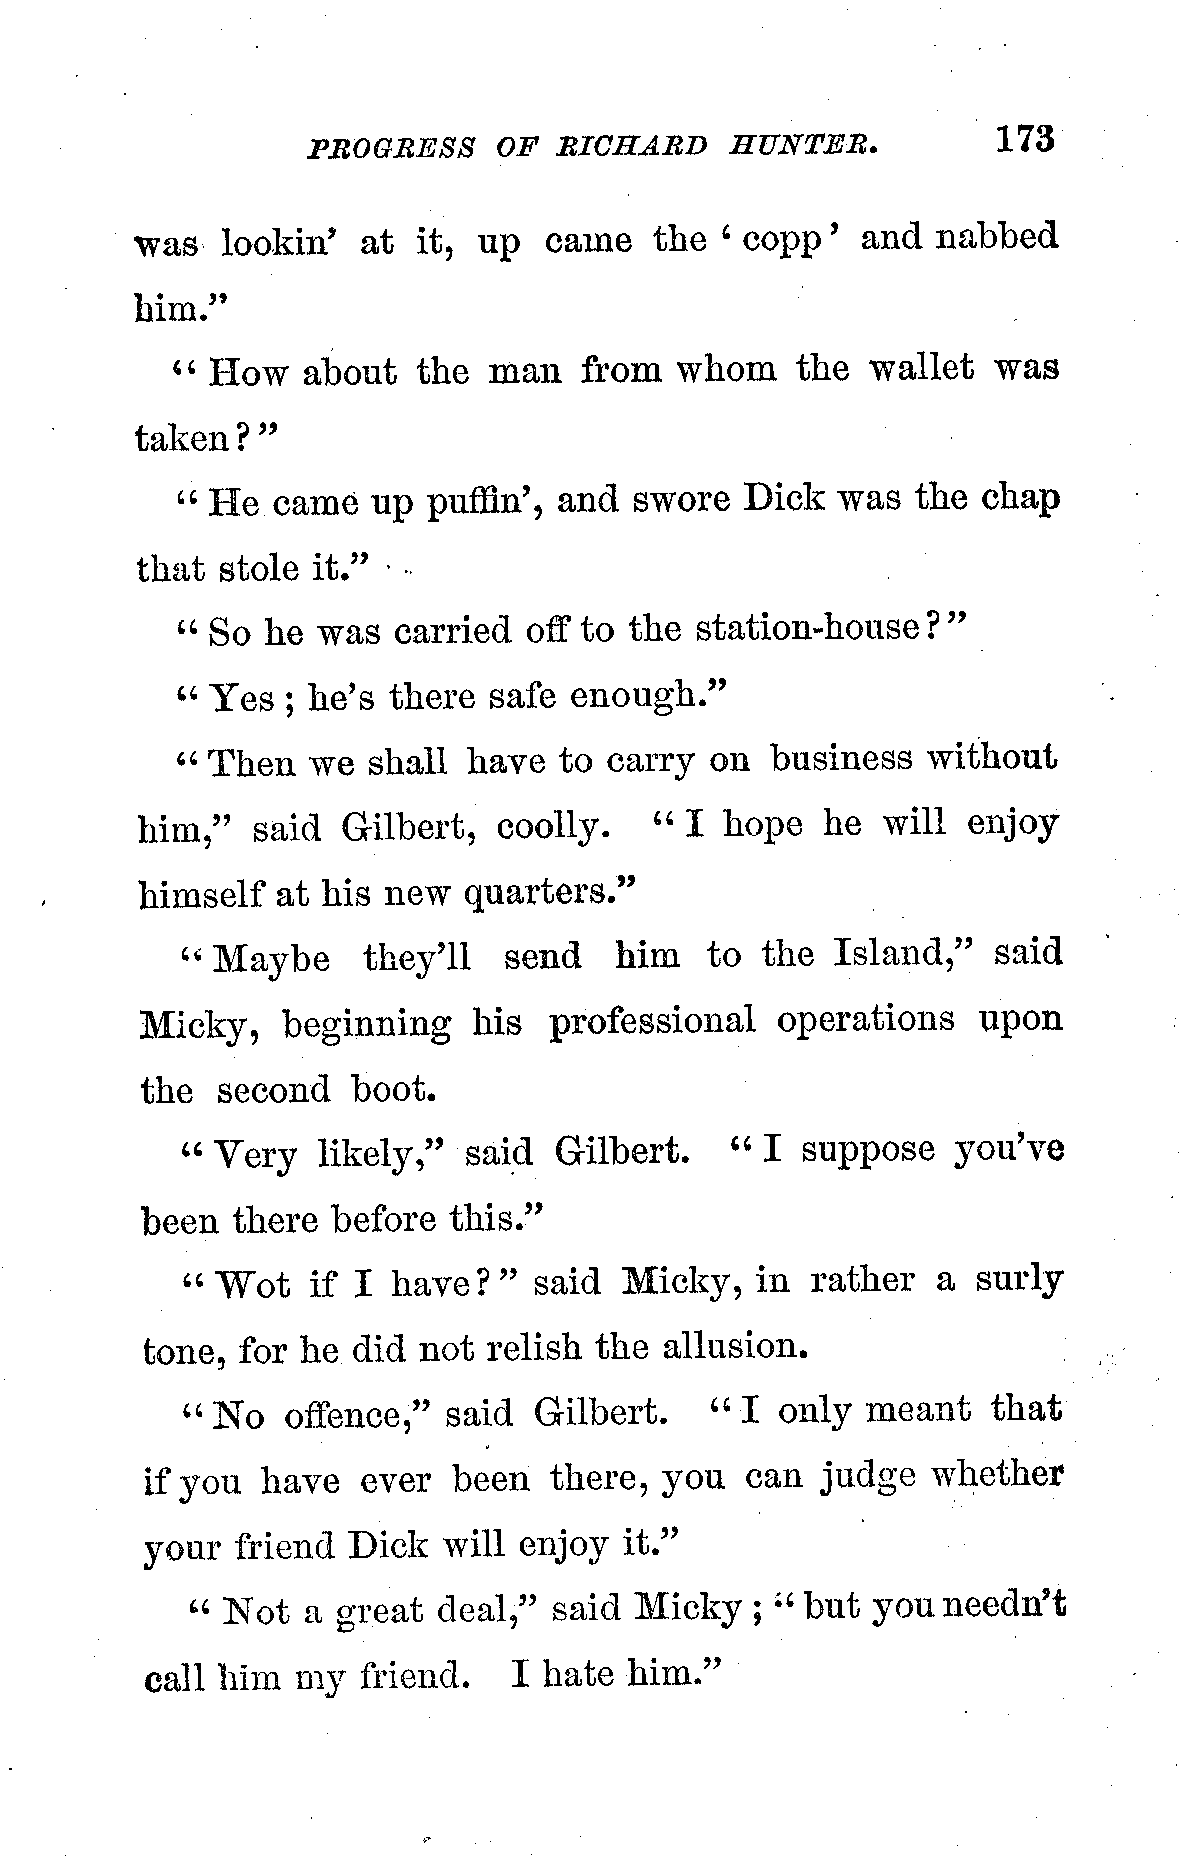 PROGRESS OF RICHARD HUNTER. 173
was lookin’ at it, up came the ‘ copp ’ and nabbed
him.”
“ How about the man from whom the wallet was
taken ? ”
“ He came up puffin’, and swore Dick was the chap
that stole it.”
“ So he was carried off to the station-house ? ”
“ Yes ; he’s there safe enough.”
“ Then we shall have to carry on business without
him,” said Gilbert, coolly. “ I hope he will enjoy
himself at his new quarters.”
“ Maybe they’ll send him to the Island,” said
Micky, beginning his professional operations upon
the second boot.
“ Very likely,” said Gilbert. “ I suppose you’ve
been there before this.”
“ Wot if I have ? ” said Micky, in rather a surly
tone, for he did not relish the allusion.
“ No offence,” said Gilbert. “ I only meant that
if you have ever been there, you can judge whether
your friend Dick will enjoy it.”
“ Not a great deal,” said Micky ; “ but you needn’t
call him my friend. I hate him.”